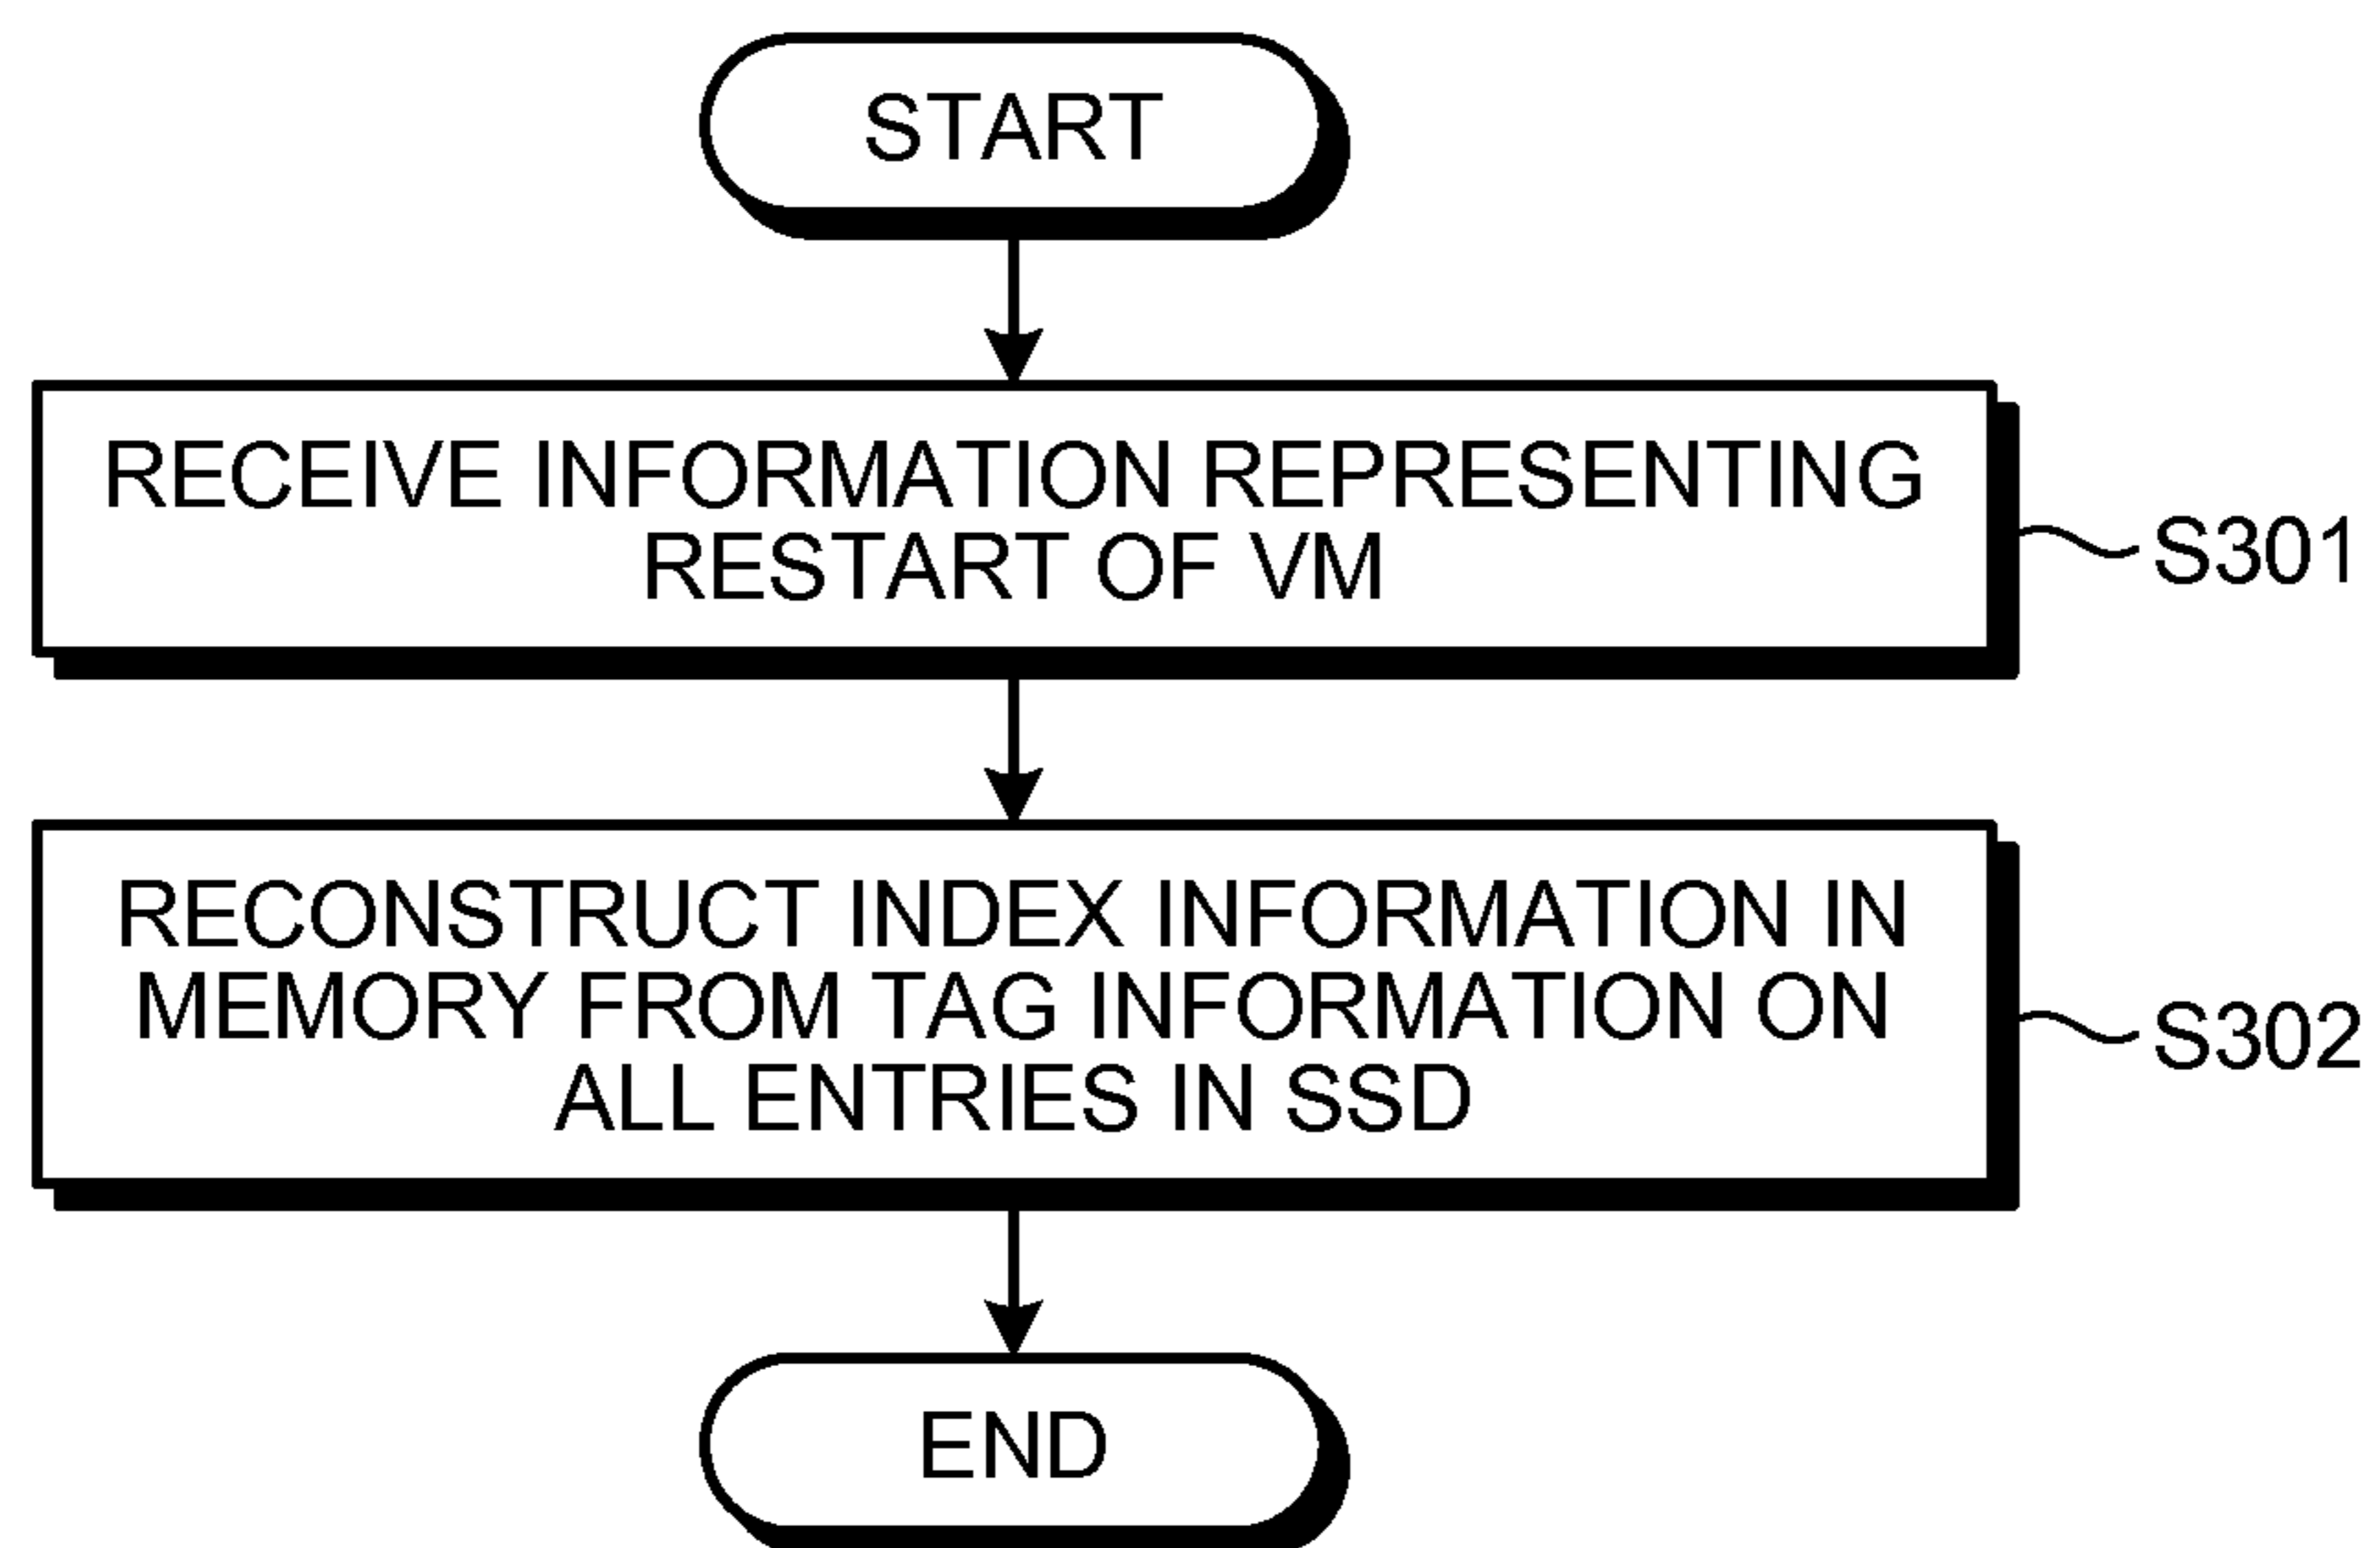 START
RECEIVE INFORMATION REPRESENTING
RESTART OF VM
S301
RECONSTRUCT INDEX INFORMATION IN
MEMORY FROM TAG INFORMATION ON
ALL ENTRIES IN SSD
S302
END